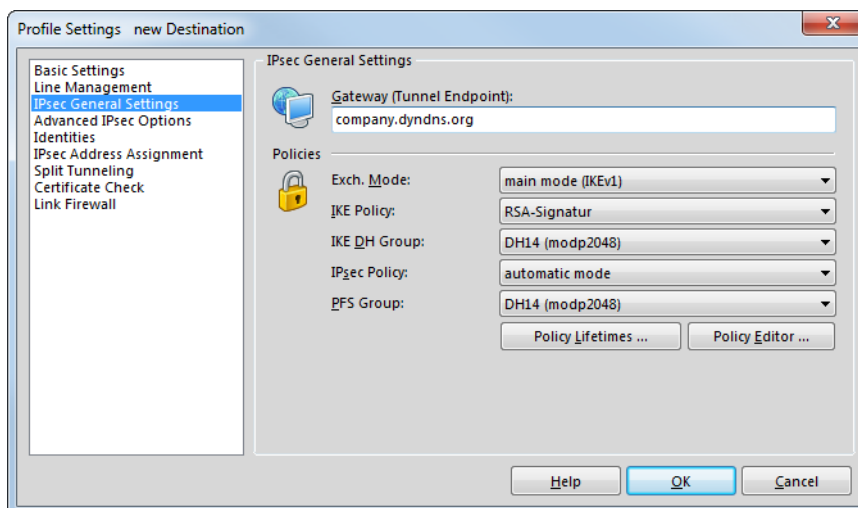 Profile Settings new Destination
Basic Settings
Line Management
IPsec General Settings
Advanced IPsec Options
Identities
IPsec Address Assignment
Split Tunneling
Certificate Check
Link Firewall
IPsec General Settings
Gateway (Tunnel Endpoint):
company.dyndns.org
Policies
Exch. Mode: main mode (IKEv1)
IKE Policy: RSA-Signatur
IKE DH Group: DH14 (modp2048)
IPsec Policy: automatic mode
PFS Group: DH14 (modp2048)
Policy Lifetimes ... Policy Editor ...
Help OK Cancel